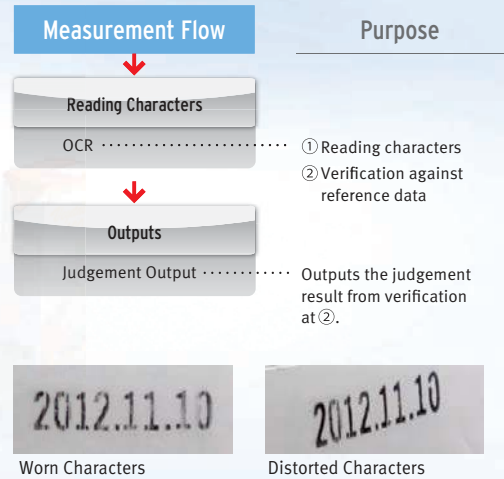 Measurement Flow
Purpose
Reading Characters
OCR ························· ①Reading characters
②Verification against
reference data
Outputs
Judgement Output ············ Outputs the judgement
result from verification
at②.
2012.11.10
2012.11.10
Worn Characters
Distorted Characters